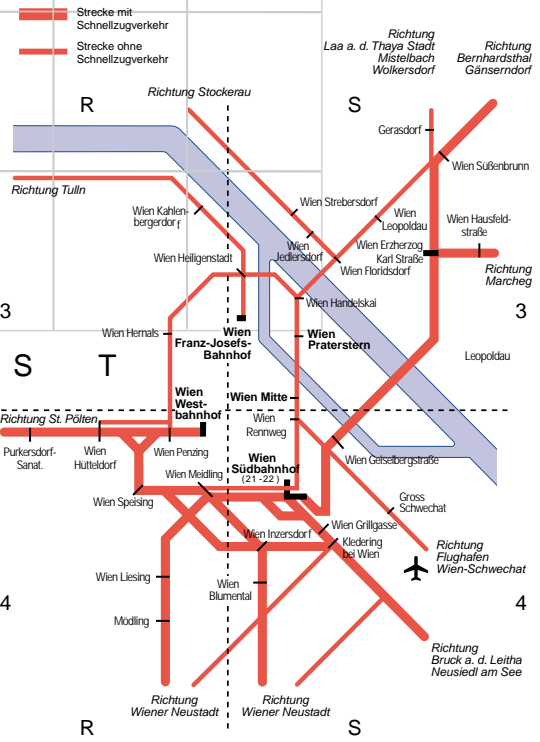 Strecke mit
Schnellzugverkehr
Strecke ohne
Schnellzugverkehr
Richtung
Laa a. d. Thaya Stadt
Mistelbach
Wolkersdorf
Richtung
Bernhardsthal
Gänserndorf
R
Richtung Stockerau
S
Gerasdorf
Wien Süßenbrunn
Richtung Tulln
Wien Kahlen-
bergerdorf
Wien Strebersdorf
Wien
Leopoldau
Wien Hausfeld-
straße
Wien
Jedlersdorf
Wien Erzherzog
Karl Straße
Wien Heiligenstadt
Wien Floridsdorf
Richtung
Marcheg
Wien Handelskai
3
3
Wien Hernals
Wien
Franz-Josefs-
Bahnhof
Wien
Praterstern
S
T
Leopoldau
Wien
West-
bahnhof
Wien Mitte
Richtung St. Pölten
Wien
Rennweg
Purkersdorf-
Sanat.
Wien
Hütteldorf
Wien Penzing
Wien
Südbahnhof
(21 -22 )
Wien Geiselbergstraße
Wien Meidling
Wien Speising
Gross
Schwechat
Wien Grillgasse
Wien Inzersdorf
Kledering
bei Wien
Richtung
Flughafen
Wien-Schwechat
Wien Liesing
Wien
Blumental
4
4
Mödling
Richtung
Bruck a. d. Leitha
Neusiedl am See
Richtung
Wiener Neustadt
Richtung
Wiener Neustadt
R
S